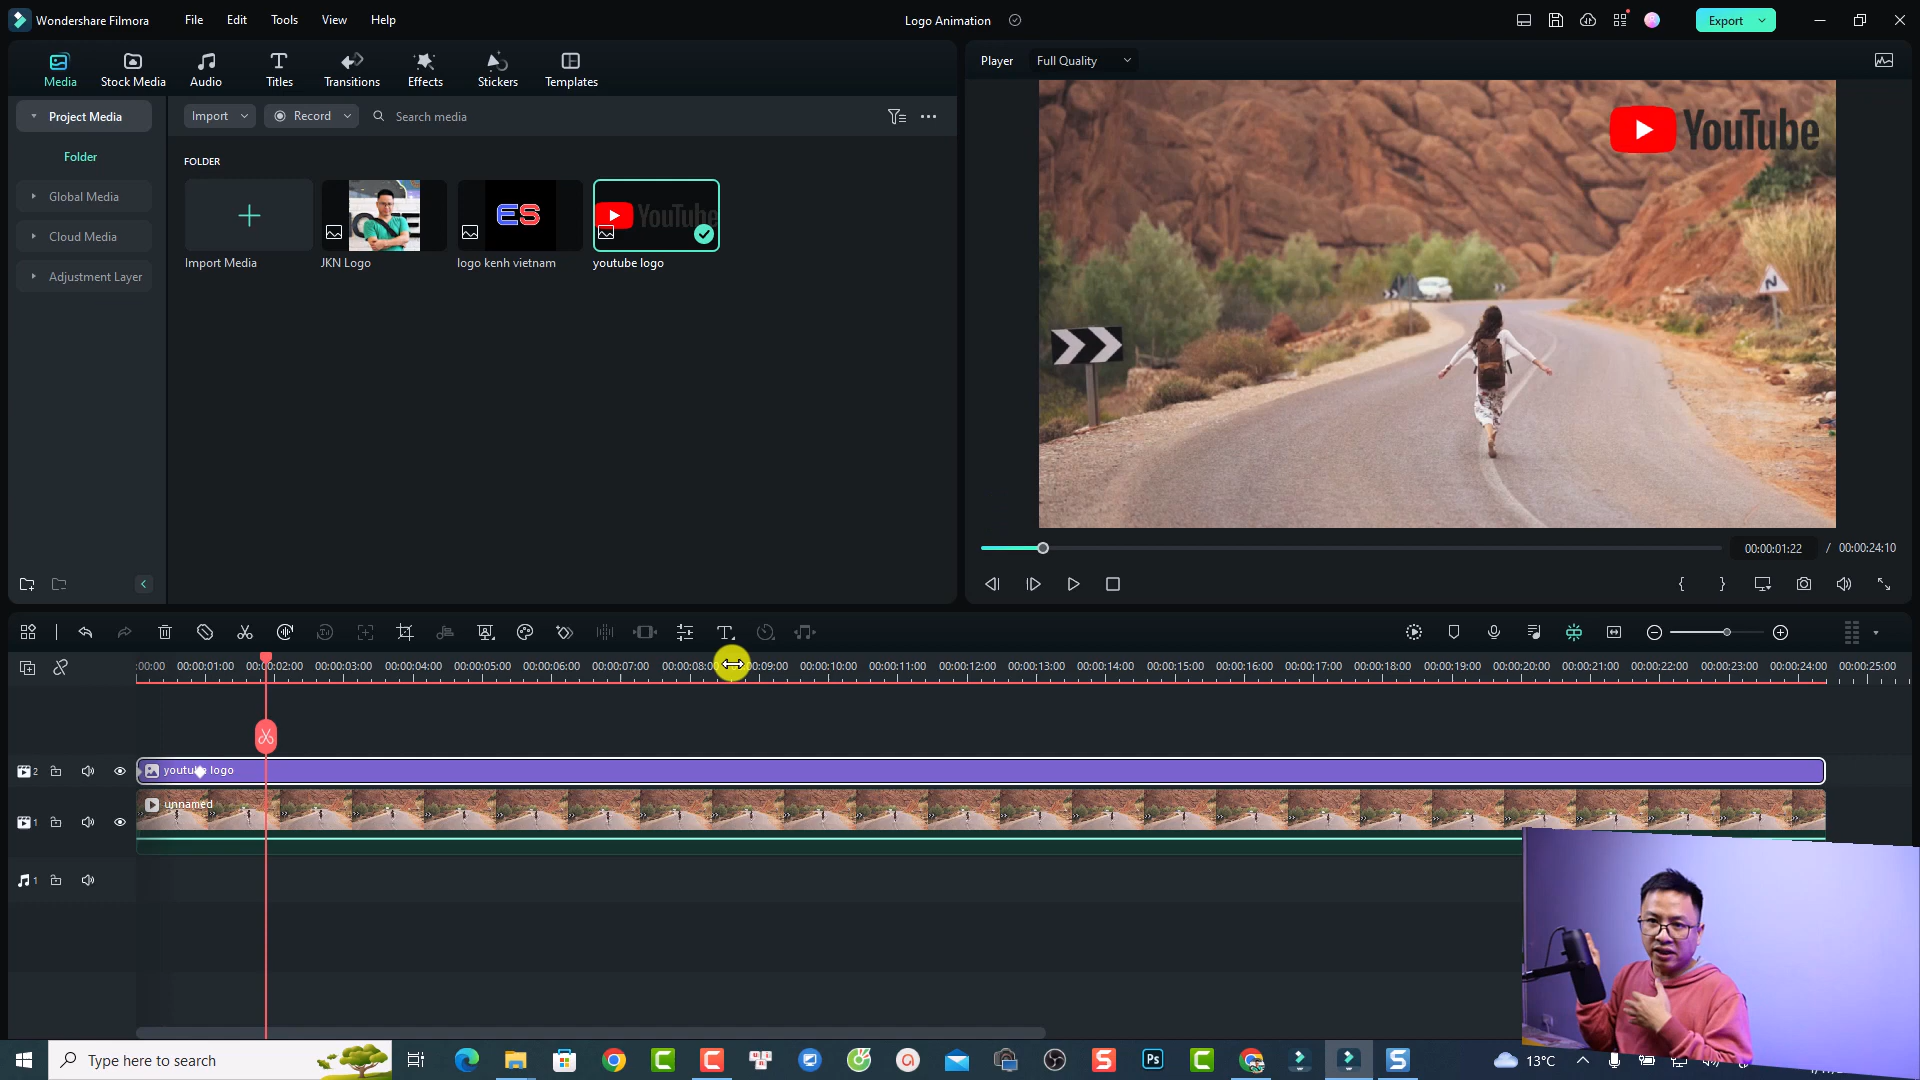 Wondershare Filmora
File
Edit
Tools
View
Help
Logo Animation
Export
Media
Stock Media
Audio
Titles
Transitions
Effects
Stickers
Templates
Player
Full Quality
Project Media
Import
Record
Search media
Folder
FOLDER
Global Media
Cloud Media
Adjustment Layer
ES
YouTube
Import Media
JKN Logo
logo kenh vietnam
youtube logo
YouTube
N
00:00:01:22 / 00:00:24:10
:00:00 00:00:01:00 00:00:02:00 00:00:03:00 00:00:04:00 00:00:05:00 00:00:06:00 00:00:07:00 00:00:08:00 00:00:09:00 00:00:10:00 00:00:11:00 00:00:12:00 00:00:13:00 00:00:14:00 00:00:15:00 00:00:16:00 00:00:17:00 00:00:18:00 00:00:19:00 00:00:20:00 00:00:21:00 00:00:22:00 00:00:23:00 00:00:24:00 00:00:25:00
2
youtube logo
unnamed
1
1
Type here to search
Ps
13°C